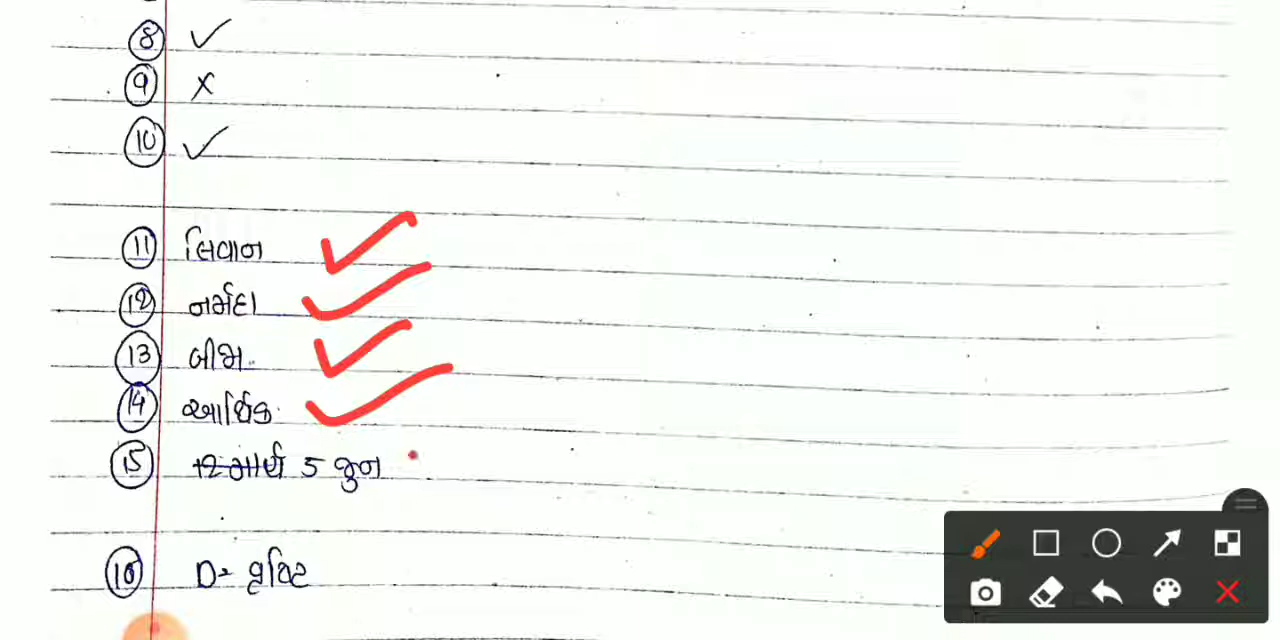 8 ✓
9 x
10 ✓
11 સિવાન
12 નર્મદા
13 બીજા
14 આર્થિક
15 12 માર્ચ 5 જુન
16 D= ત્રુવિટ